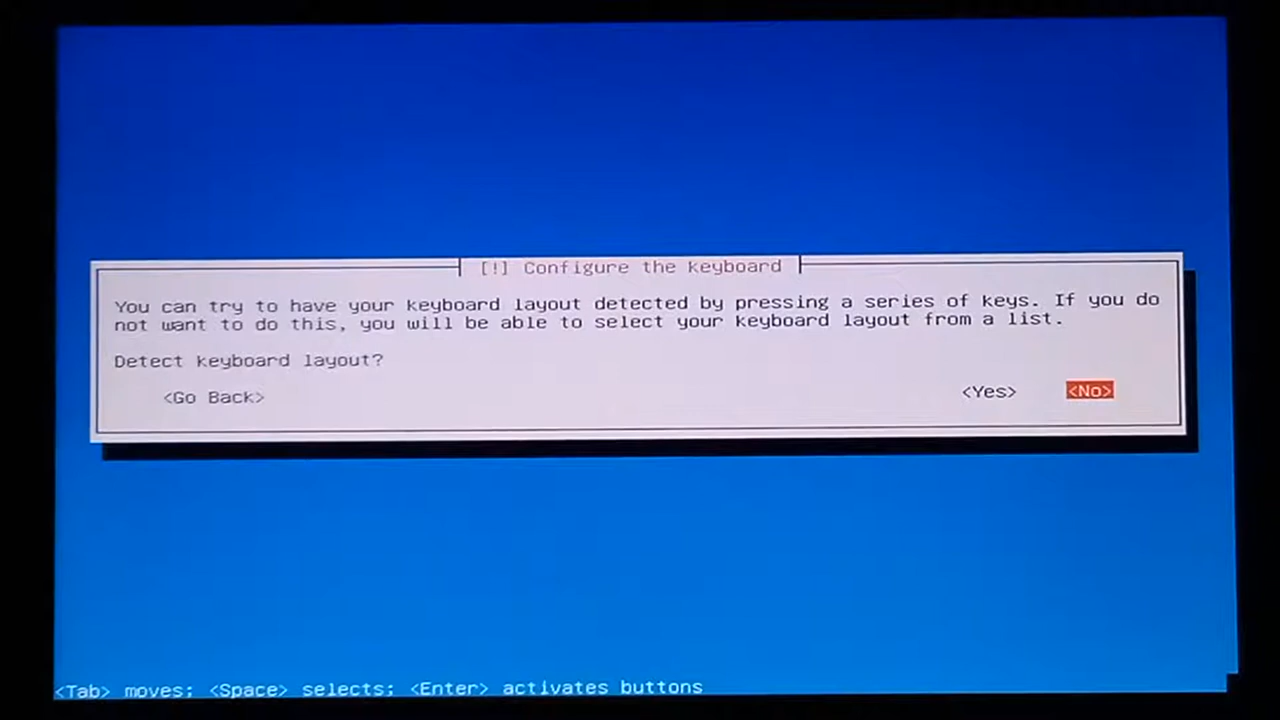 [!] Configure the keyboard
You can try to have your keyboard layout detected by pressing a series of keys. If you do
not want to do this, you will be able to select your keyboard layout from a list.
Detect keyboard layout?
<Go Back> <Yes> <No>
<Tab> moves; <Space> selects; <Enter> activates buttons